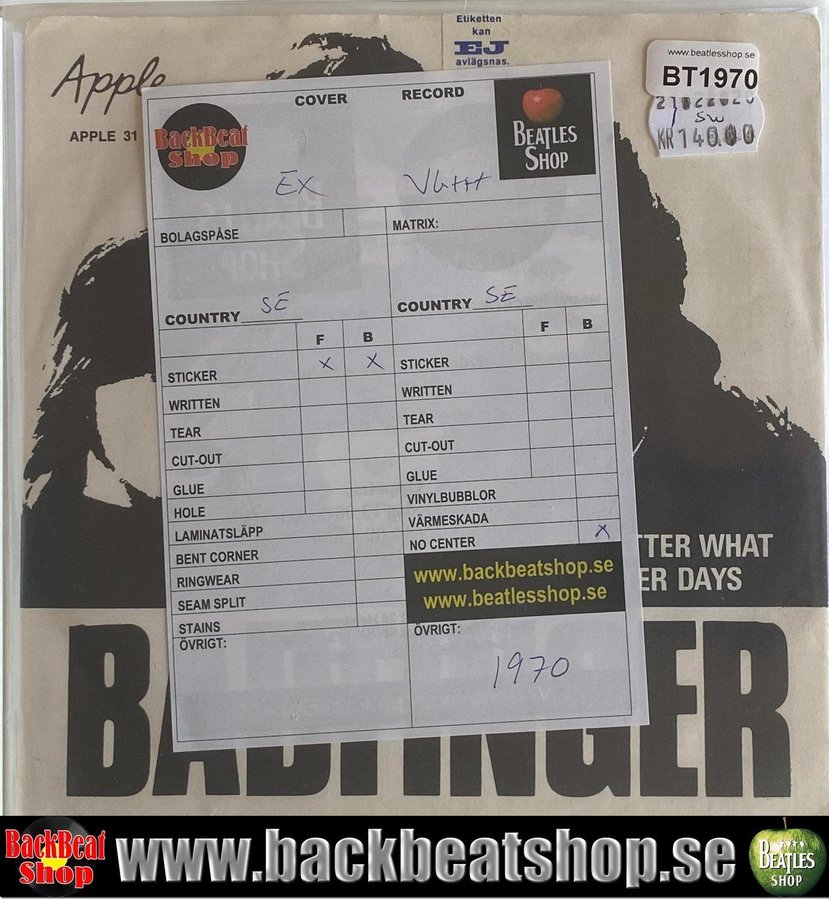 Etiketten
kan
EJ
avlägsnas.
www.beatlesshop.se
BT1970
SW
KR 140.00
Apple
APPLE 31
COVER RECORD
BackBeat
Shop
BEATLES
SHOP
EX VG+++
BOLAGSPÅSE MATRIX:
COUNTRY SE COUNTRY SE
F B F B
STICKER X X STICKER
WRITTEN WRITTEN
TEAR TEAR
CUT-OUT CUT-OUT
GLUE GLUE
HOLE VINYLBUBBLOR
LAMINATSLÄPP VÄRMESKADA
BENT CORNER NO CENTER X
RINGWEAR www.backbeatshop.se
SEAM SPLIT www.beatlesshop.se
STAINS
ÖVRIGT: ÖVRIGT:
1970
TTER WHAT
ER DAYS
BADFINGER
BackBeat
Shop
www.backbeatshop.se
BEATLES
SHOP